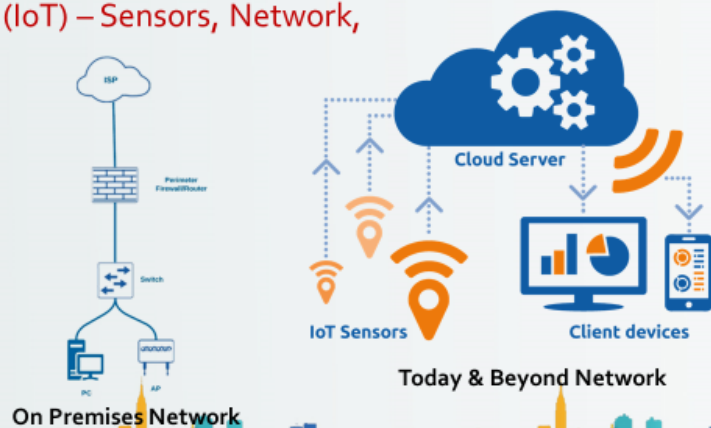 (IoT) – Sensors, Network,
ISP
Perimeter
Firewall/Router
Switch
PC
AP
On Premises Network
Cloud Server
IoT Sensors
Client devices
Today & Beyond Network